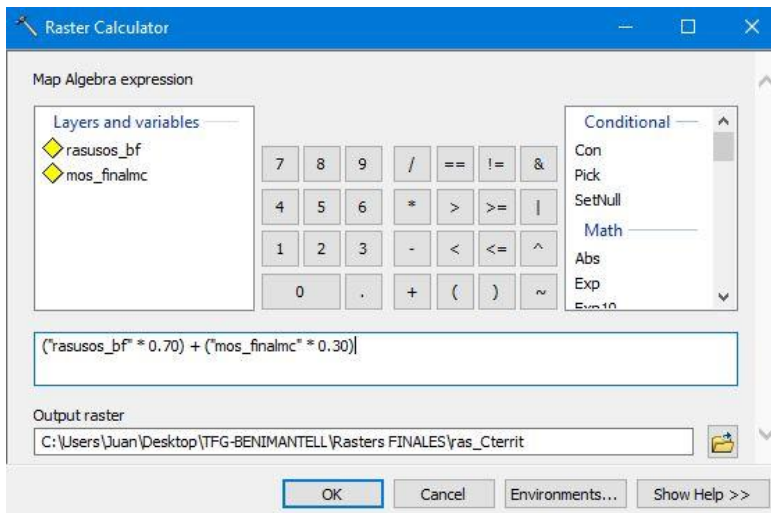 Raster Calculator
Map Algebra expression
Layers and variables
rasusos_bf
mos_finalmc
7 8 9 / == != &
4 5 6 * > >= |
1 2 3 - < <= ^
0 . + ( ) ~
Conditional
Con
Pick
SetNull
Math
Abs
Exp
Exp10
("rasusos_bf" * 0.70) + ("mos_finalmc" * 0.30)
Output raster
C:\Users\Juan\Desktop\TFG-BENIMANTELL\Rasters FINALES\ras_Cterrit
OK Cancel Environments... Show Help >>